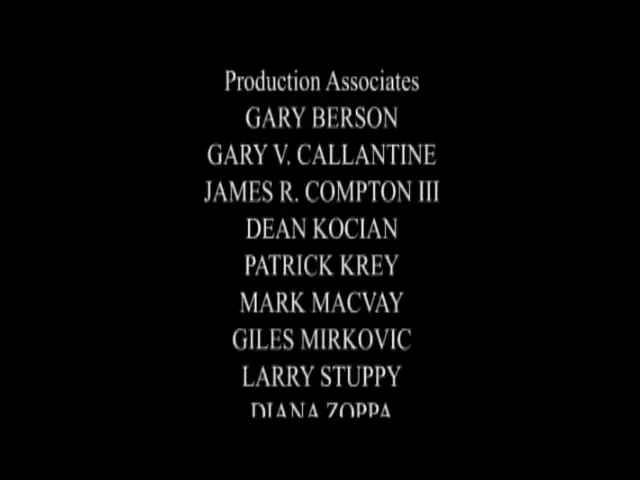 Production Associates
GARY BERSON
GARY V. CALLANTINE
JAMES R. COMPTON III
DEAN KOCIAN
PATRICK KREY
MARK MACVAY
GILES MIRKOVIC
LARRY STUPPY
DIANA ZOPPA